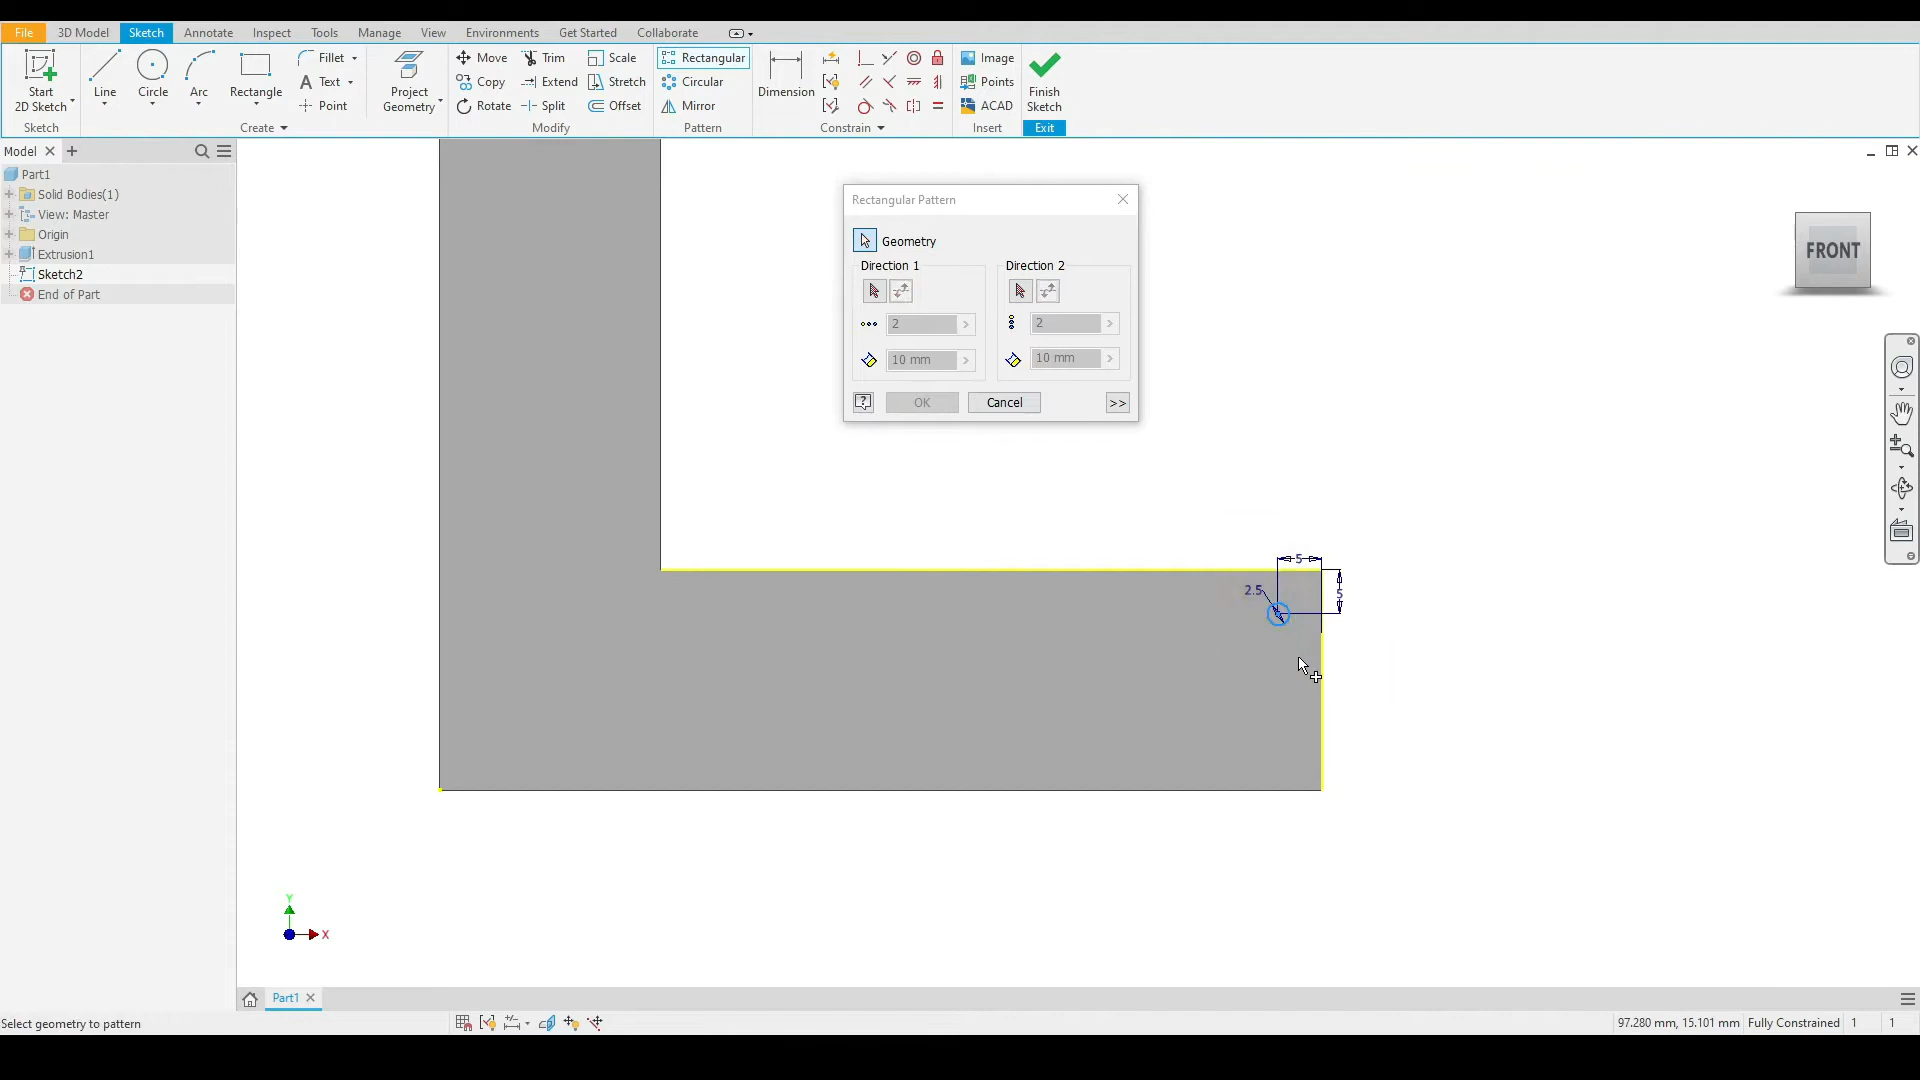 File 3D Model Sketch Annotate Inspect Tools Manage View Environments Get Started Collaborate
Start
2D Sketch
Line
Circle
Arc
Rectangle
Fillet
Text
Point
Project
Geometry
Move Trim Scale
Copy Extend Stretch
Rotate Split Offset
Rectangular
Circular
Mirror
Dimension
Image
Points
ACAD
Finish
Sketch
Sketch Create Modify Pattern Constrain Insert Exit
Model
Part1
Solid Bodies(1)
View: Master
Origin
Extrusion1
Sketch2
End of Part
Rectangular Pattern
Geometry
Direction 1 Direction 2
2 2
10 mm 10 mm
OK Cancel >>
FRONT
5
2.5
5
Y
X
Part1
Select geometry to pattern
97.280 mm, 15.101 mm Fully Constrained 1 1